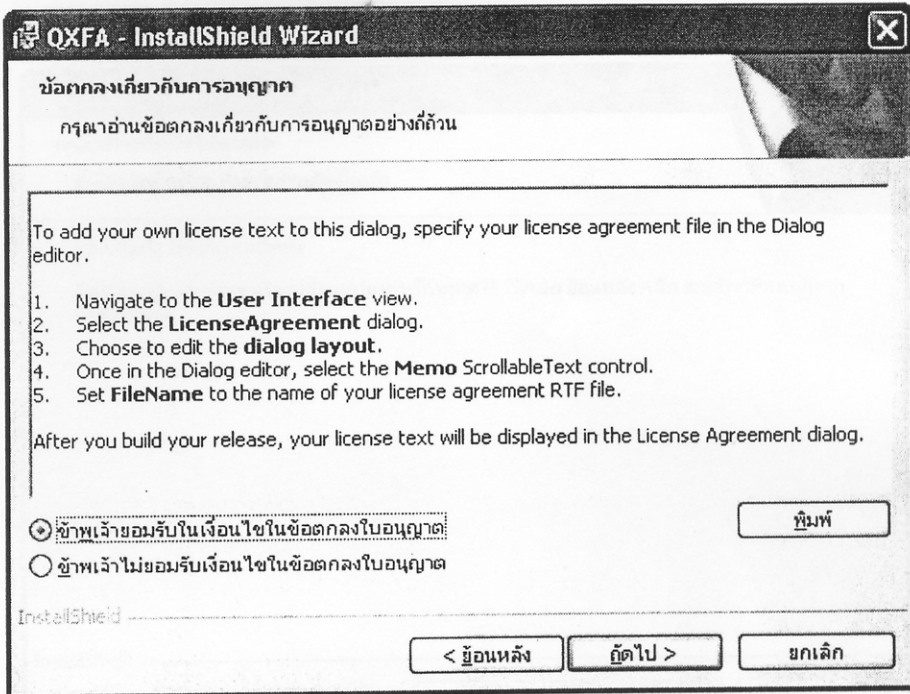 QXFA - InstallShield Wizard
ข้อตกลงเกี่ยวกับการอนุญาต
กรุณาอ่านข้อตกลงเกี่ยวกับการอนุญาตอย่างถี่ถ้วน
To add your own license text to this dialog, specify your license agreement file in the Dialog
editor.
1. Navigate to the User Interface view.
2. Select the LicenseAgreement dialog.
3. Choose to edit the dialog layout.
4. Once in the Dialog editor, select the Memo ScrollableText control.
5. Set FileName to the name of your license agreement RTF file.
After you build your release, your license text will be displayed in the License Agreement dialog.
ข้าพเจ้ายอมรับในเงื่อนไขในข้อตกลงใบอนุญาต
พิมพ์
ข้าพเจ้าไม่ยอมรับเงื่อนไขในข้อตกลงใบอนุญาต
InstallShield
< ย้อนหลัง ถัดไป > ยกเลิก